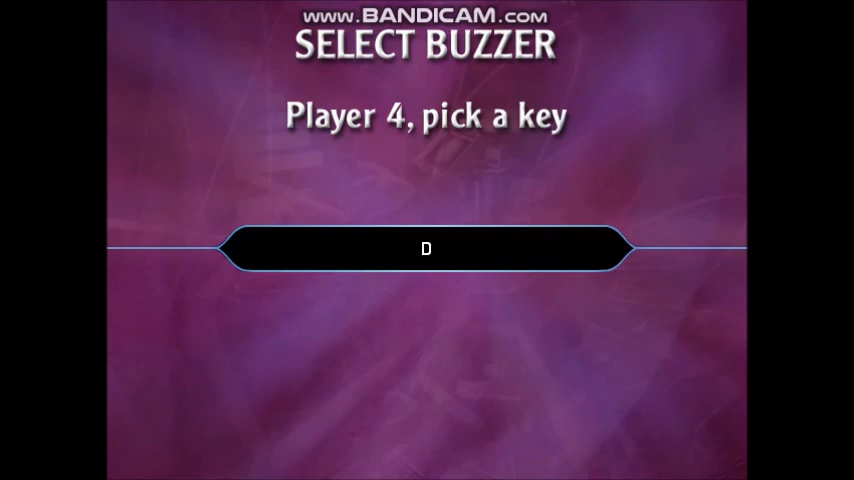 WWW.BANDICAM.COM
SELECT BUZZER
Player 4, pick a key
D